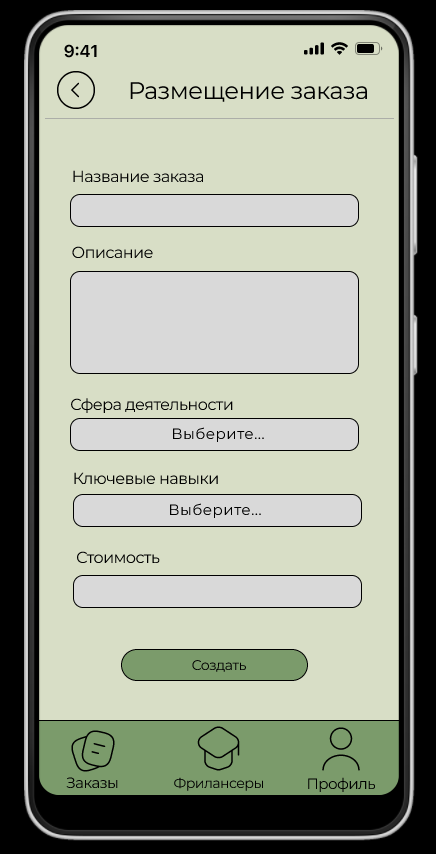 9:41
Размещение заказа
Название заказа
Описание
Сфера деятельности
Выберите...
Ключевые навыки
Выберите...
Стоимость
Создать
Заказы Фрилансеры Профиль